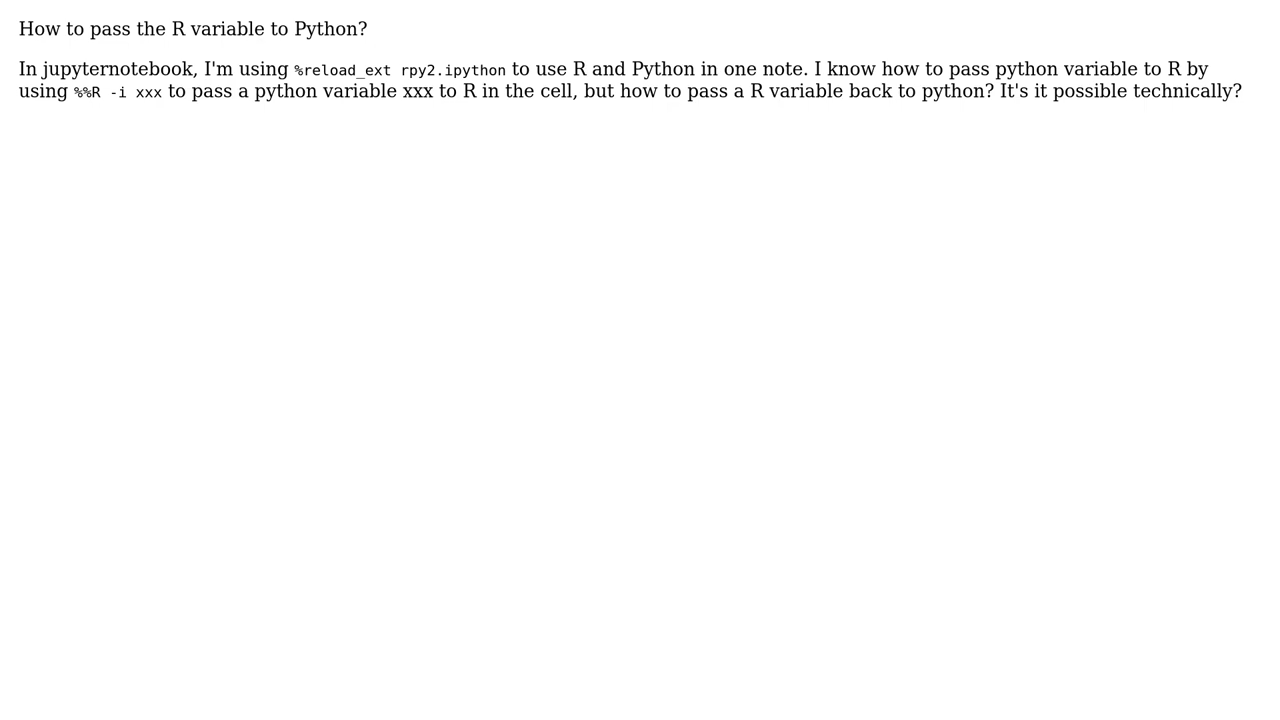 How to pass the R variable to Python?
In jupyternotebook, I'm using %reload_ext rpy2.ipython to use R and Python in one note. I know how to pass python variable to R by
using %%R -i xxx to pass a python variable xxx to R in the cell, but how to pass a R variable back to python? It's it possible technically?